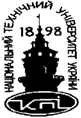 НАЦІОНАЛЬНИЙ ТЕХНІЧНИЙ УНІВЕРСИТЕТ УКРАЇНИ
1898
КПІ